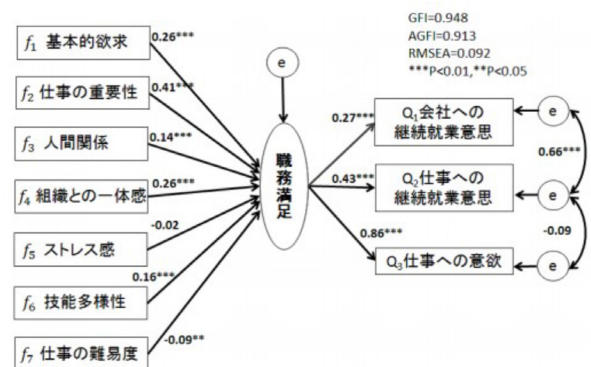 GFI=0.948
AGFI=0.913
RMSEA=0.092
***P<0.01,**P<0.05
f₁ 基本的欲求
0.26***
f₂ 仕事の重要性
0.41***
f₃ 人間関係
0.14***
f₄ 組織との一体感
0.26***
f₅ ストレス感
-0.02
f₆ 技能多様性
0.16***
f₇ 仕事の難易度
-0.09**
e
職務満足
0.27***
0.43***
0.86***
Q₁会社への
継続就業意思
Q₂仕事への
継続就業意思
Q₃仕事への意欲
e
e
e
0.66***
-0.09